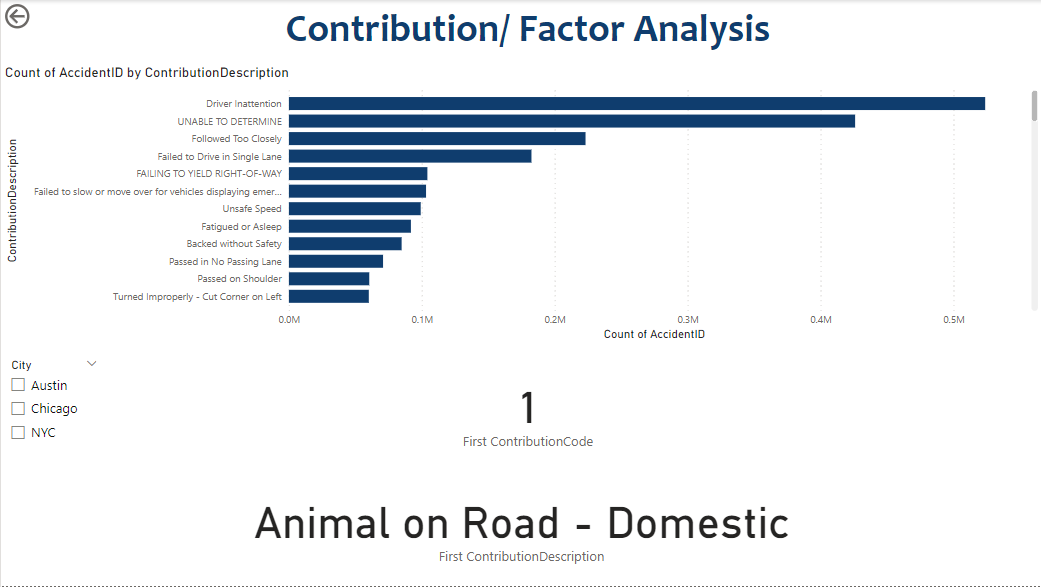 Contribution/ Factor Analysis
Count of AccidentID by ContributionDescription
ContributionDescription
Driver Inattention
UNABLE TO DETERMINE
Followed Too Closely
Failed to Drive in Single Lane
FAILING TO YIELD RIGHT-OF-WAY
Failed to slow or move over for vehicles displaying emer...
Unsafe Speed
Fatigued or Asleep
Backed without Safety
Passed in No Passing Lane
Passed on Shoulder
Turned Improperly - Cut Corner on Left
0.0M 0.1M 0.2M 0.3M 0.4M 0.5M
Count of AccidentID
City
Austin
Chicago
NYC
1
First ContributionCode
Animal on Road - Domestic
First ContributionDescription